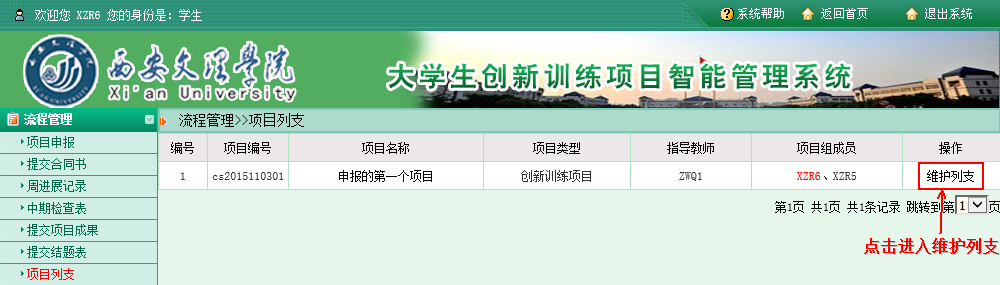 欢迎您 XZR6 您的身份是：学生
系统帮助 返回首页 退出系统
西安文理学院
Xi'an University
大学生创新训练项目智能管理系统
流程管理
项目申报
提交合同书
周进展记录
中期检查表
提交项目成果
提交结题表
项目列支
流程管理>>项目列支
编号 项目编号 项目名称 项目类型 指导教师 项目组成员 操作
1 cs2015110301 申报的第一个项目 创新训练项目 ZWQ1 XZR6、XZR5 维护列支
第1页 共1页 共1条记录 跳转到第1页
点击进入维护列支